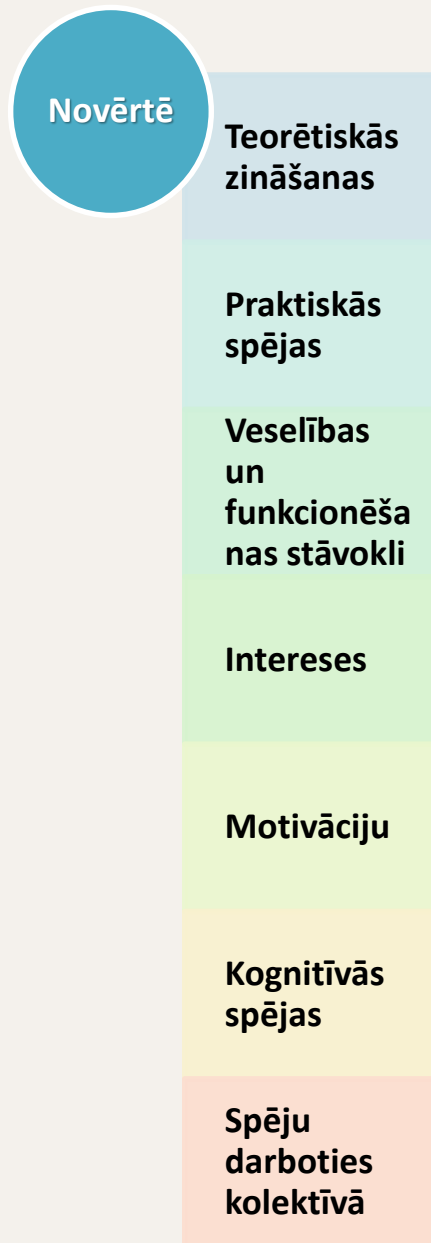 Novērtē
Teorētiskās
zināšanas
Praktiskās
spējas
Veselības
un
funkcionēša
nas stāvokli
Intereses
Motivāciju
Kognitīvās
spējas
Spēju
darboties
kolektīvā